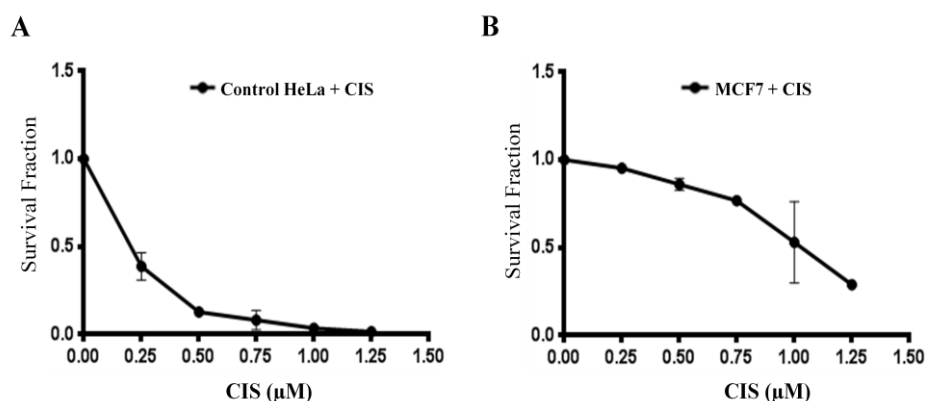 A
B
1.5
1.0
0.5
0.0
Survival Fraction
Control HeLa + CIS
0.00 0.25 0.50 0.75 1.00 1.25 1.50
CIS (µM)
1.5
1.0
0.5
0.0
Survival Fraction
MCF7 + CIS
0.00 0.25 0.50 0.75 1.00 1.25 1.50
CIS (µM)